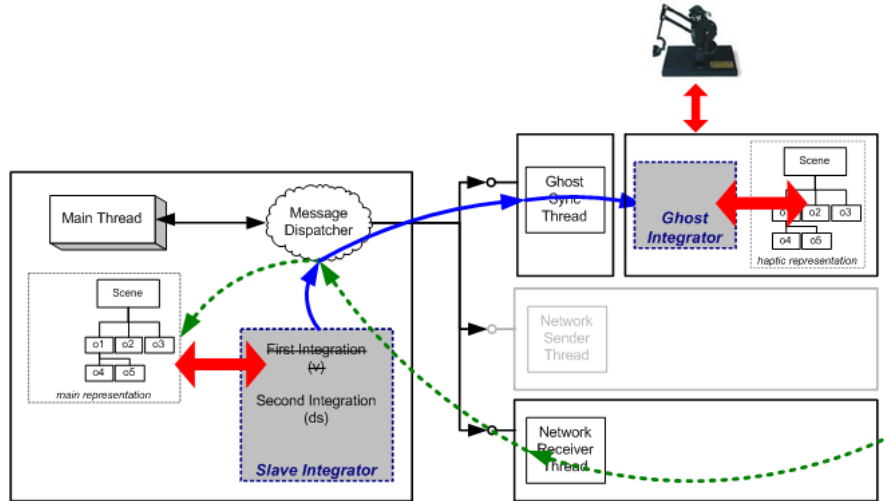 Main Thread
Message
Dispatcher
Scene
o1 o2 o3
o4 o5
main representation
First Integration
(v)
Second Integration
(ds)
Slave Integrator
Ghost
Sync
Thread
Ghost
Integrator
Scene
o2 o3
o4 o5
haptic representation
Network
Sender
Thread
Network
Receiver
Thread